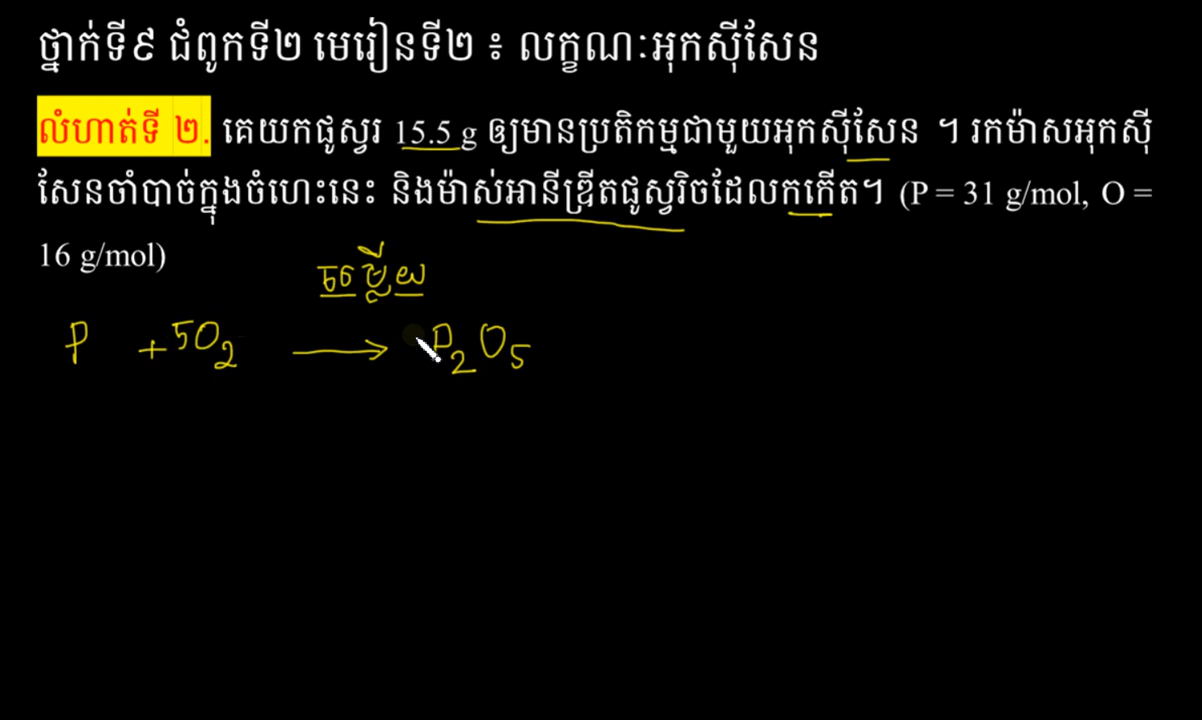 ថ្នាក់ទី៩ ជំពូកទី២ មេរៀនទី២ ៖ លក្ខណៈអុកស៊ីសែន
លំហាត់ទី ២. គេយកផូស្វរ 15.5 g ឲ្យមានប្រតិកម្មជាមួយអុកស៊ីសែន ។ រកម៉ាសអុកស៊ី
សែនចាំបាច់ក្នុងចំហេះនេះ និងម៉ាស់អានីឌ្រីតផូស្វរិចដែលកកើត។ (P = 31 g/mol, O =
16 g/mol)
ចម្លើយ
P + 5O2 → P2O5